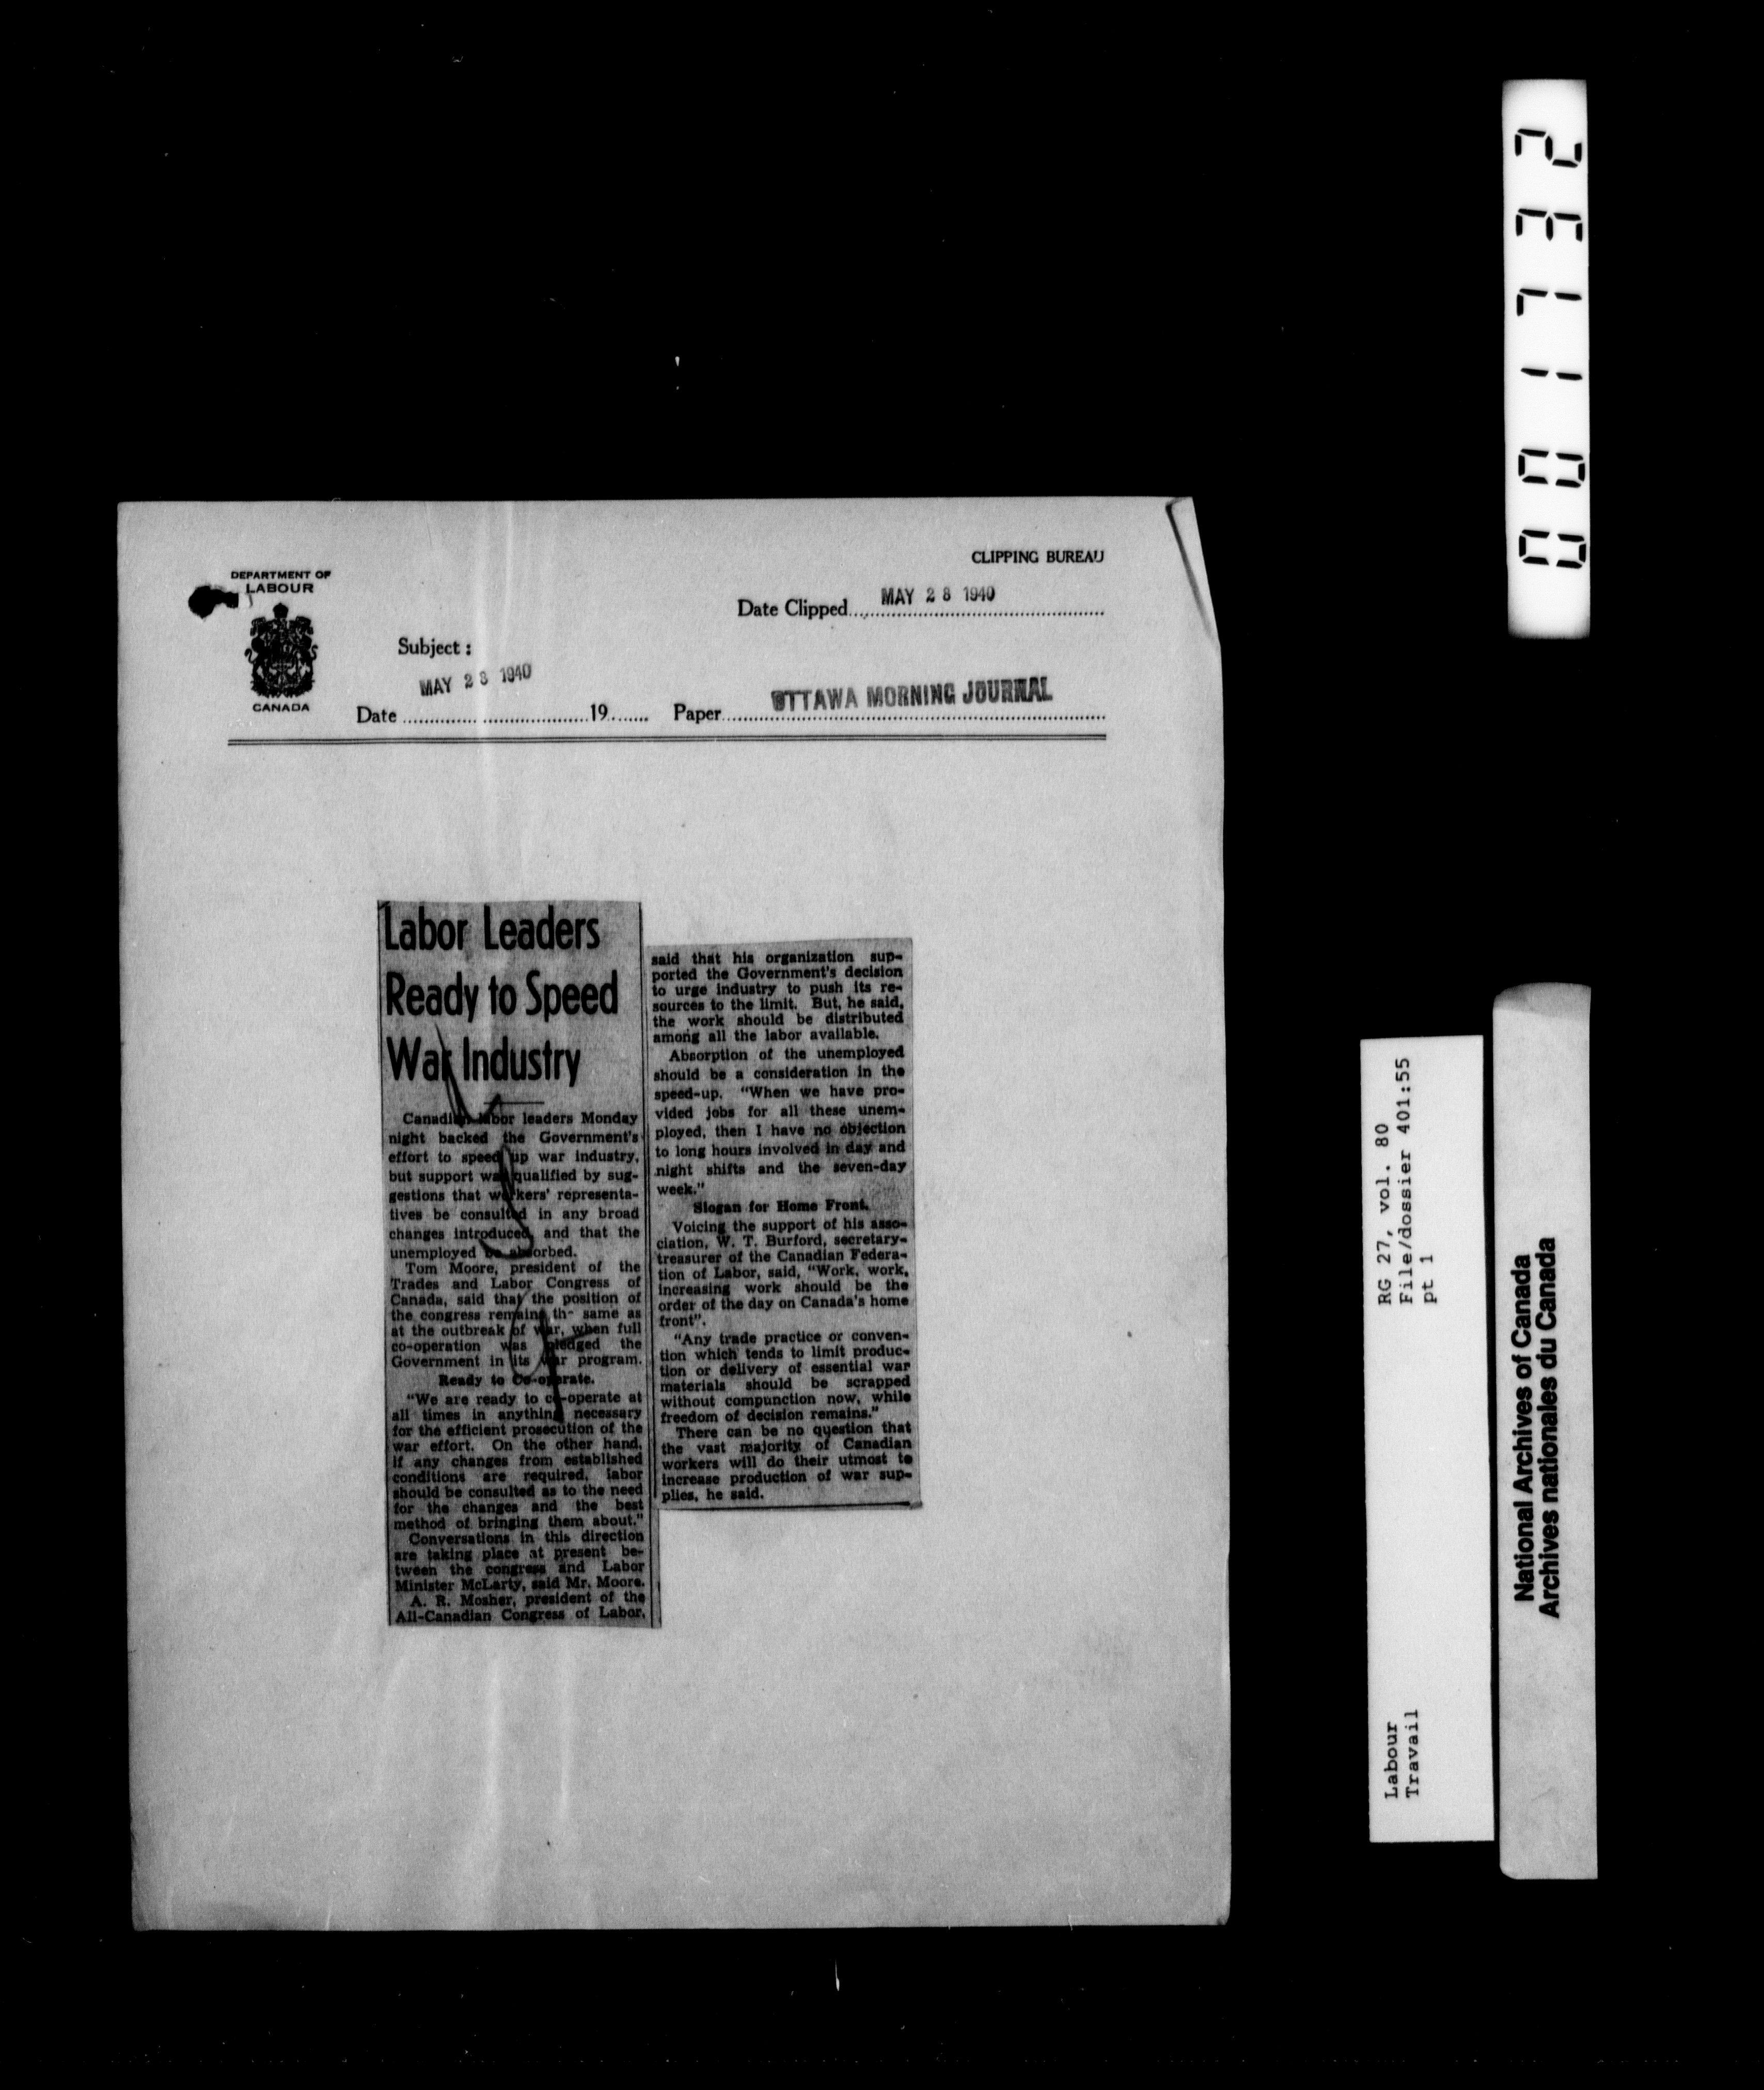 CLIPPING BUREAU
DEPARTMENT OF
LABOUR
CANADA
Date Clipped MAY 28 1940
Subject :
MAY 28 1940
Date 19 Paper OTTAWA MORNING JOURNAL
Labor Leaders
Ready to Speed
War Industry
Canadian labor leaders Monday
night backed the Government's
effort to speed up war industry,
but support was qualified by sug-
gestions that workers' representa-
tives be consulted in any broad
changes introduced, and that the
unemployed be absorbed.
Tom Moore, president of the
Trades and Labor Congress of
Canada, said that the position of
the congress remains the same as
at the outbreak of war, when full
co-operation was pledged the
Government in its war program.
Ready to Co-operate.
"We are ready to co-operate at
all times in anything necessary
for the efficient prosecution of the
war effort. On the other hand,
if any changes from established
conditions are required, labor
should be consulted as to the need
for the changes and the best
method of bringing them about."
Conversations in this direction
are taking place at present be-
tween the congress and Labor
Minister McLarty, said Mr. Moore.
A. R. Mosher, president of the
All-Canadian Congress of Labor,
said that his organization sup-
ported the Government's decision
to urge industry to push its re-
sources to the limit. But, he said,
the work should be distributed
among all the labor available.
Absorption of the unemployed
should be a consideration in the
speed-up. "When we have pro-
vided jobs for all these unem-
ployed, then I have no objection
to long hours involved in day and
night shifts and the seven-day
week."
Slogan for Home Front.
Voicing the support of his asso-
ciation, W. T. Burford, secretary-
treasurer of the Canadian Federa-
tion of Labor, said, "Work, work,
increasing work should be the
order of the day on Canada's home
front".
"Any trade practice or conven-
tion which tends to limit produc-
tion or delivery of essential war
materials should be scrapped
without compunction now, while
freedom of decision remains."
There can be no question that
the vast majority of Canadian
workers will do their utmost to
increase production of war sup-
plies, he said.
001732
Labour
Travail
RG 27, vol. 80
File/dossier 401:55
pt 1
National Archives of Canada
Archives nationales du Canada